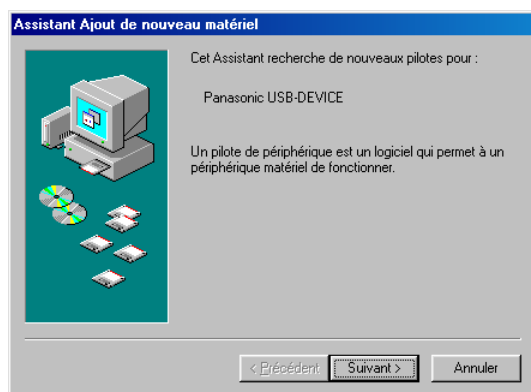 Assistant Ajout de nouveau matériel
Cet Assistant recherche de nouveaux pilotes pour :
Panasonic USB-DEVICE
Un pilote de périphérique est un logiciel qui permet à un
périphérique matériel de fonctionner.
< Précédent
Suivant >
Annuler